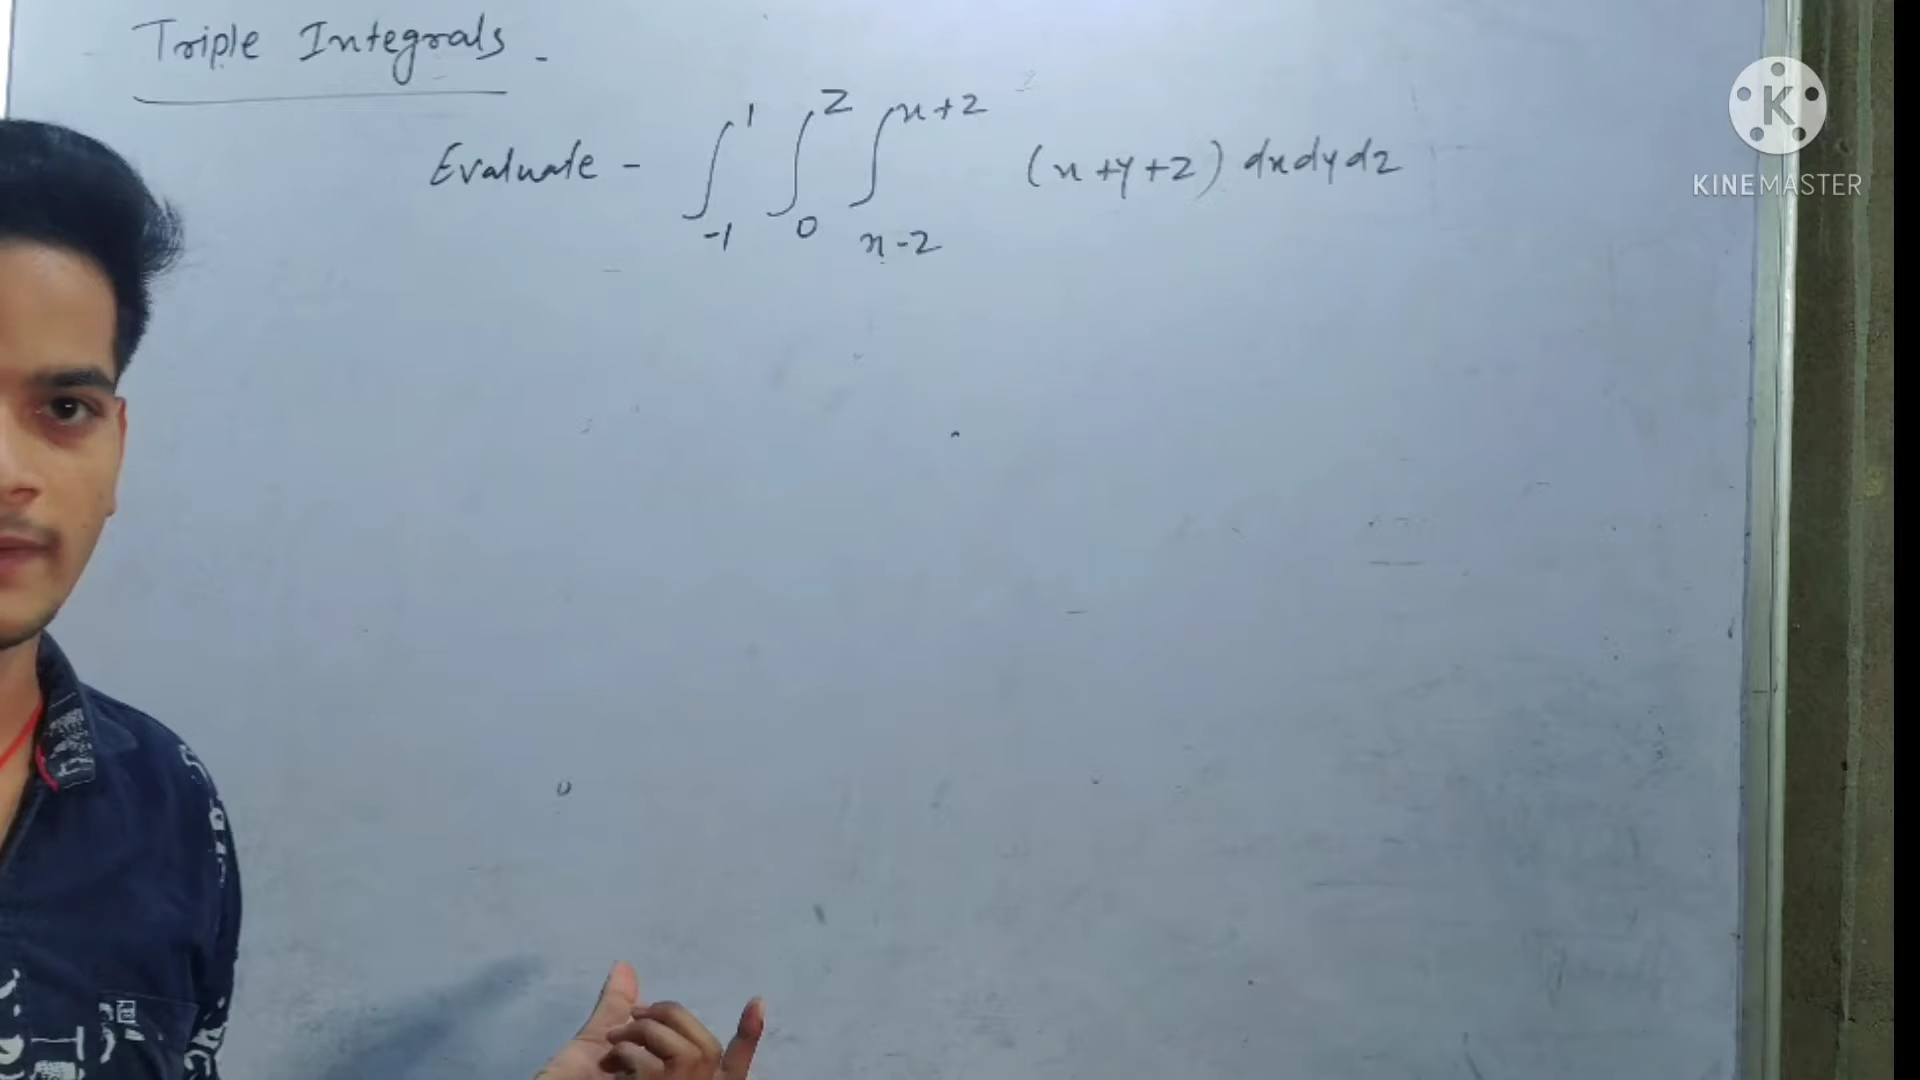 Triple Integrals -
Evaluate - ∫_{-1}^{1} ∫_{0}^{z} ∫_{x-z}^{x+z} (x+y+z) dxdydz
K
KINEMASTER